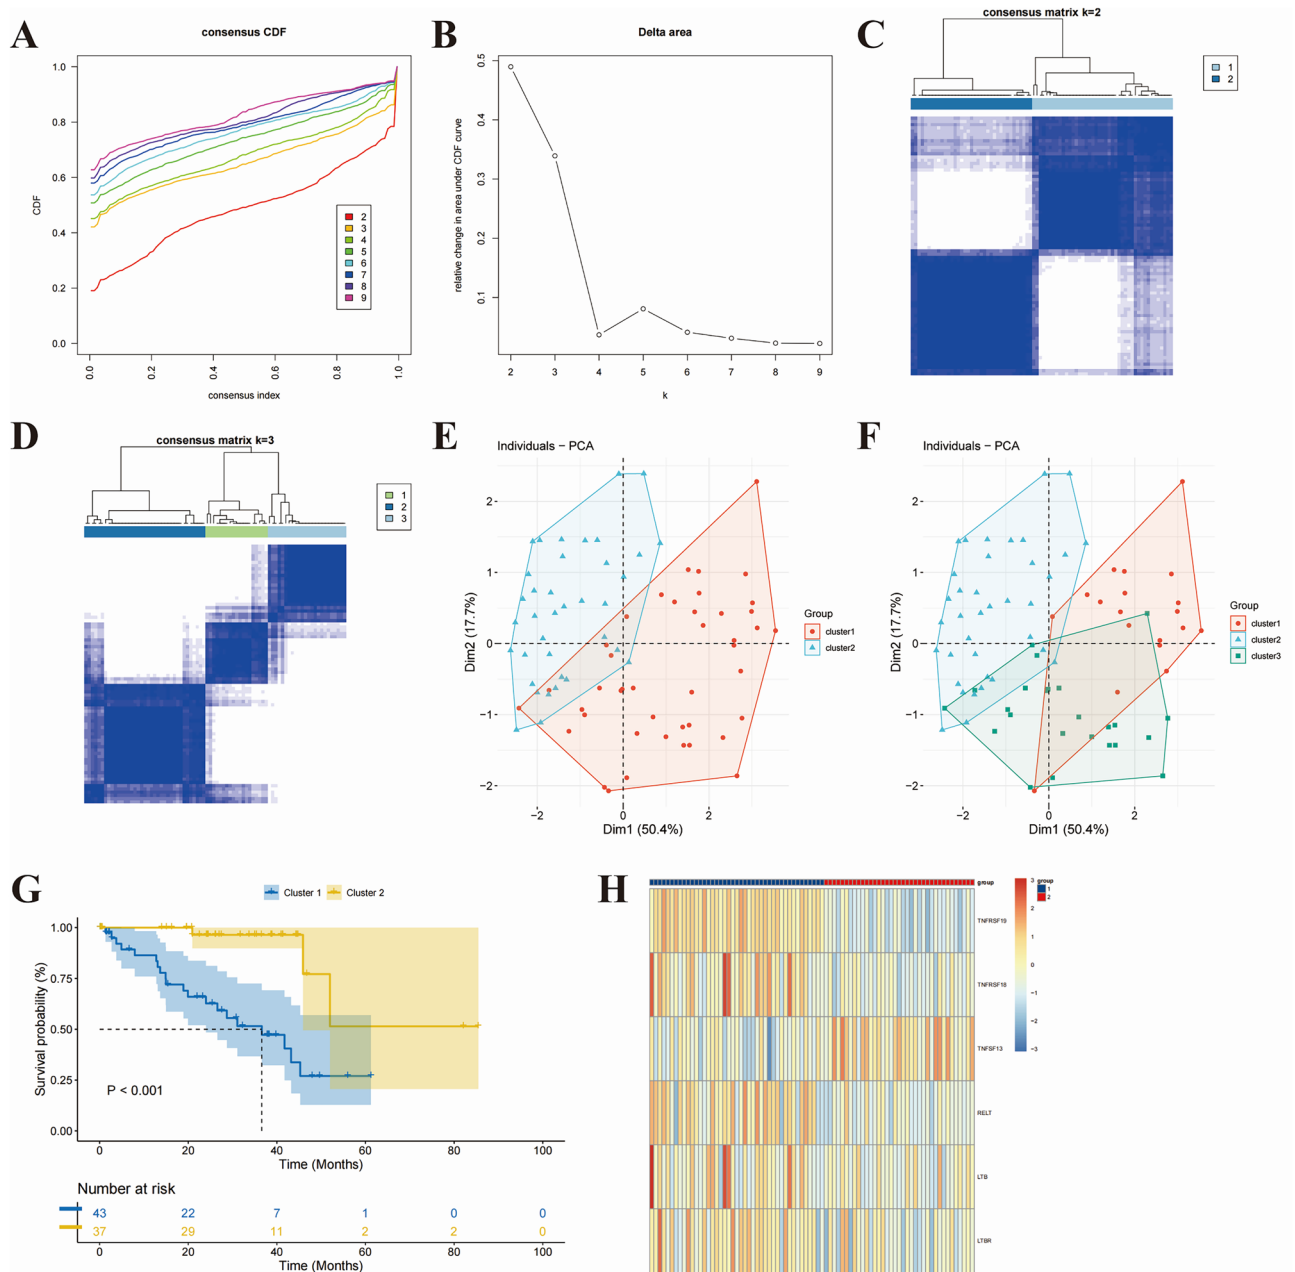 A
consensus CDF
CDF
1.0
0.8
0.6
0.4
0.2
0.0
0.0
0.2
0.4
0.6
0.8
1.0
consensus index
2
3
4
5
6
7
8
9
B
Delta area
relative change in area under CDF curve
0.5
0.4
0.3
0.2
0.1
2
3
4
5
6
7
8
9
k
C
consensus matrix k=2
1
2
D
consensus matrix k=3
1
2
3
E
Individuals − PCA
Dim2 (17.7%)
2
1
0
−1
−2
−2
0
2
Dim1 (50.4%)
Group
cluster1
cluster2
F
Individuals − PCA
Dim2 (17.7%)
2
1
0
−1
−2
−2
0
2
Dim1 (50.4%)
Group
cluster1
cluster2
cluster3
G
Cluster 1
Cluster 2
Survival probability (%)
1.00
0.75
0.50
0.25
0.00
P < 0.001
0
20
40
60
80
100
Time (Months)
Number at risk
43 22 7 1 0 0
37 29 11 2 2 0
0 20 40 60 80 100
Time (Months)
H
group
TNFRSF19
TNFRSF18
TNFSF13
RELT
LTB
LTBR
3
2
1
0
−1
−2
−3
group
1
2